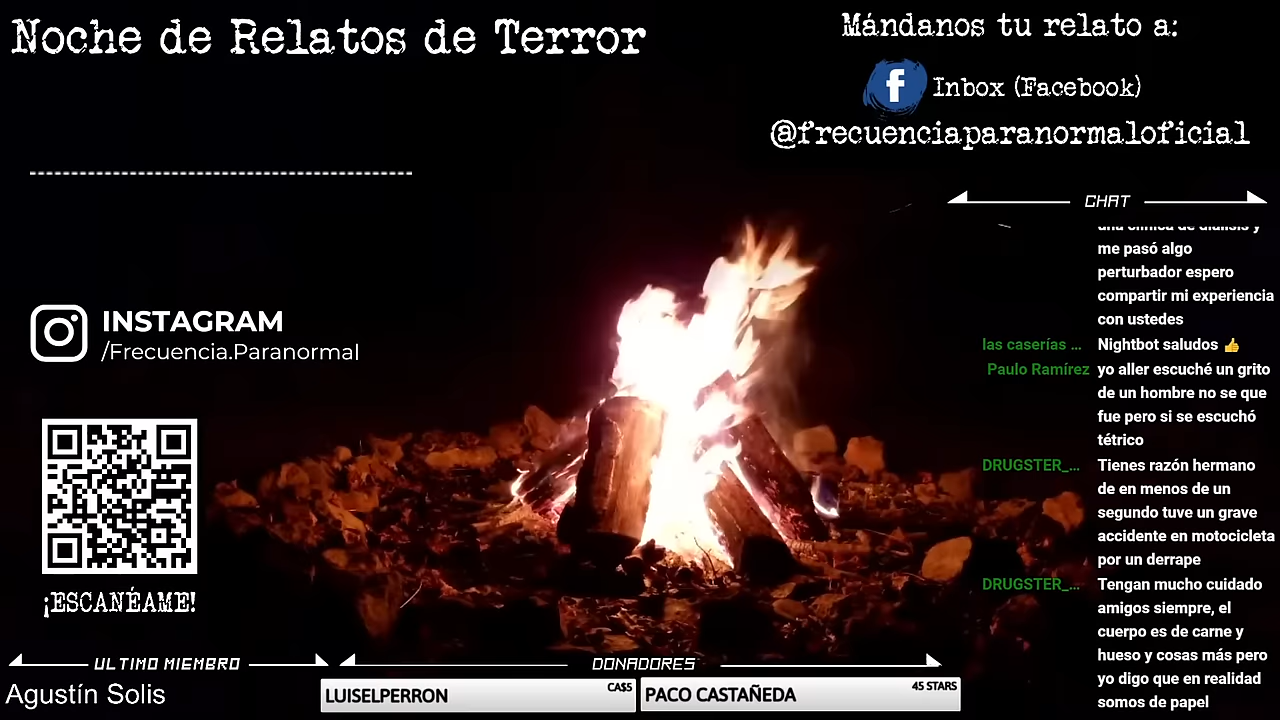 Noche de Relatos de Terror
Mándanos tu relato a:
Inbox (Facebook)
@frecuenciaparanormaloficial
INSTAGRAM
/Frecuencia.Paranormal
¡ESCANÉAME!
CHAT
una clínica de diálisis y
me pasó algo
perturbador espero
compartir mi experiencia
con ustedes
las caserías ... Nightbot saludos 👍
Paulo Ramírez yo aller escuché un grito
de un hombre no se que
fue pero si se escuchó
tétrico
DRUGSTER_... Tienes razón hermano
de en menos de un
segundo tuve un grave
accidente en motocicleta
por un derrape
DRUGSTER_... Tengan mucho cuidado
amigos siempre, el
cuerpo es de carne y
hueso y cosas más pero
yo digo que en realidad
somos de papel
ULTIMO MIEMBRO
Agustín Solis
DONADORES
LUISELPERRON CA$5
PACO CASTAÑEDA 45 STARS